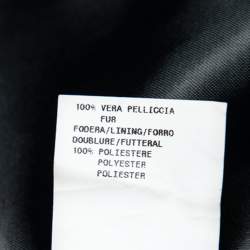 100% VERA PELLICCIA
FUR
FODERA/LINING/FORRO
DOUBLURE/FUTTERAL
100% POLIESTERE
POLYESTER
POLIESTER